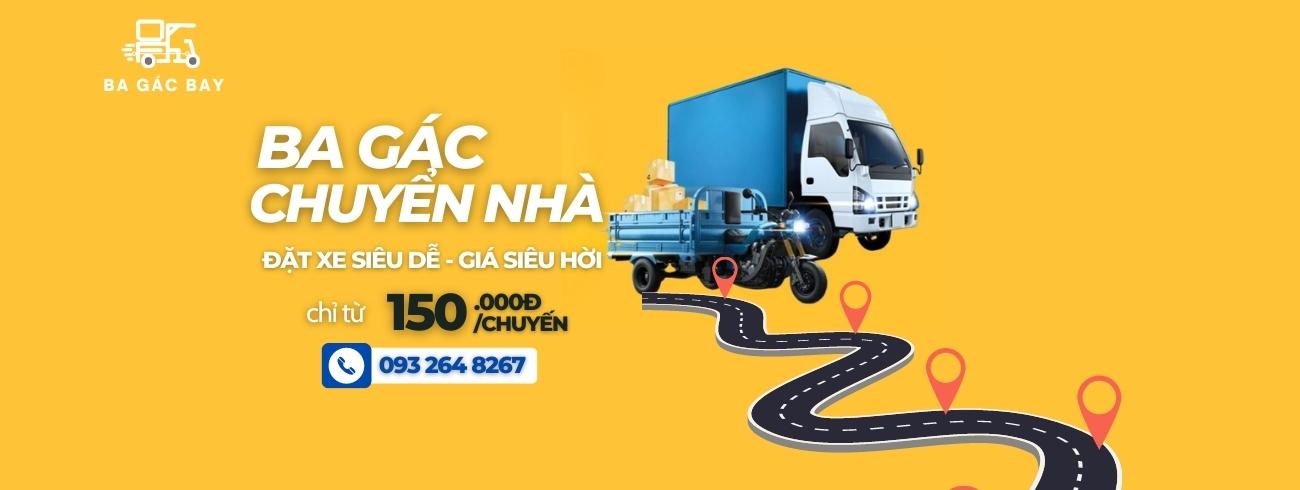 BA GÁC BAY
BA GÁC
CHUYỂN NHÀ
ĐẶT XE SIÊU DỄ - GIÁ SIÊU HỜI
chỉ từ 150.000Đ
/CHUYẾN
093 264 8267